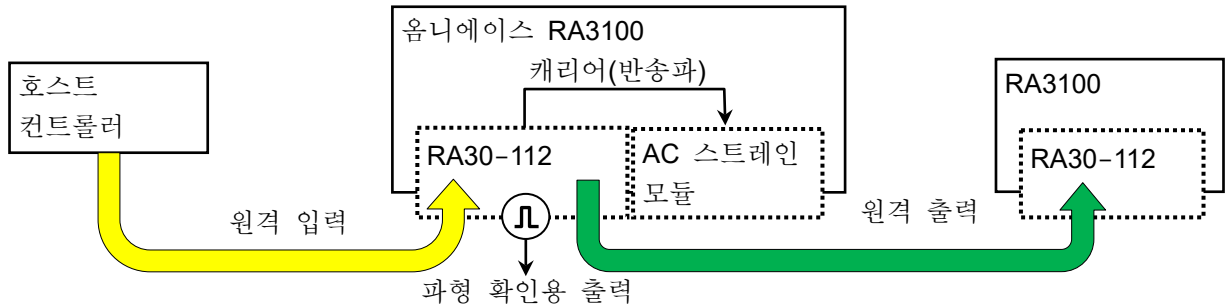 옴니에이스 RA3100
캐리어(반송파)
호스트
컨트롤러
RA3100
RA30-112
AC 스트레인
모듈
RA30-112
원격 입력
원격 출력
파형 확인용 출력